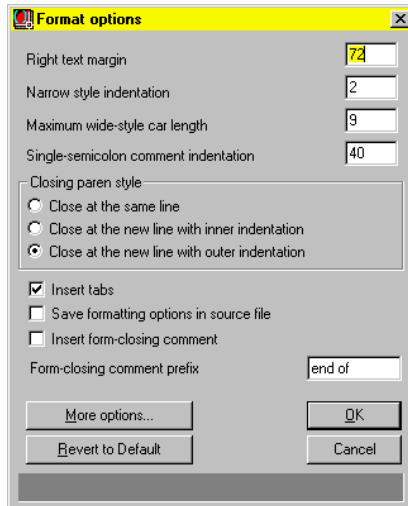 Format options
Right text margin 72
Narrow style indentation 2
Maximum wide-style car length 9
Single-semicolon comment indentation 40
Closing paren style
Close at the same line
Close at the new line with inner indentation
Close at the new line with outer indentation
Insert tabs
Save formatting options in source file
Insert form-closing comment
Form-closing comment prefix end of
More options... OK
Revert to Default Cancel